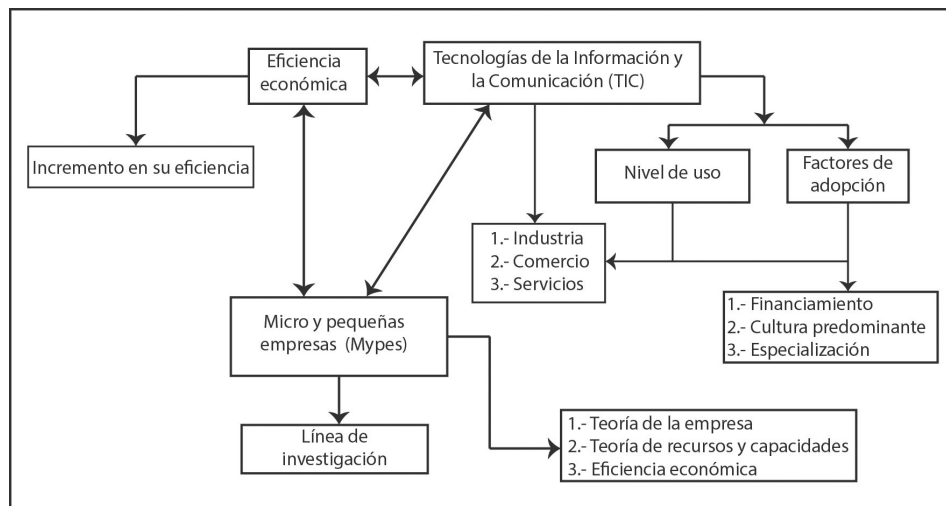 Eficiencia
económica
Tecnologías de la Información y
la Comunicación (TIC)
Incremento en su eficiencia
Nivel de uso
Factores de
adopción
1.- Industria
2.- Comercio
3.- Servicios
1.- Financiamiento
2.- Cultura predominante
3.- Especialización
Micro y pequeñas
empresas (Mypes)
Línea de
investigación
1.- Teoría de la empresa
2.- Teoría de recursos y capacidades
3.- Eficiencia económica